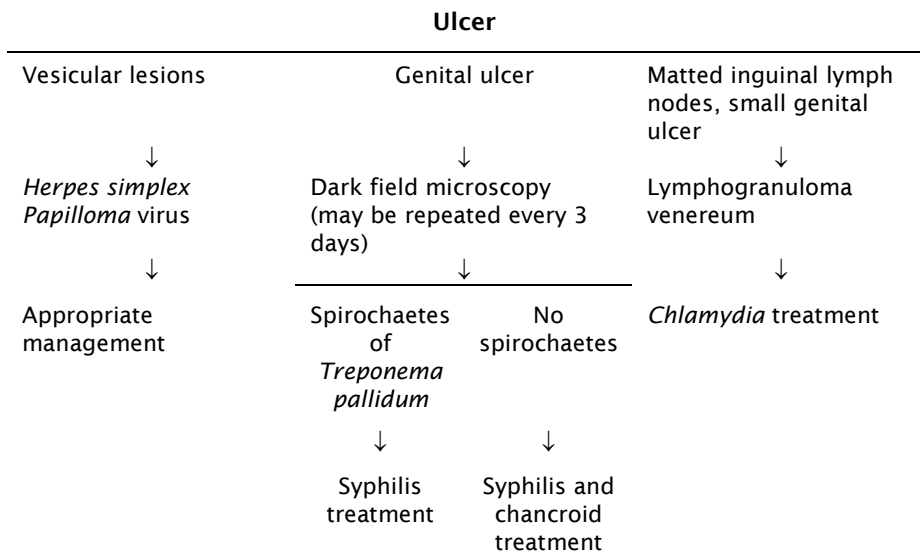 Ulcer
Vesicular lesions
↓
Herpes simplex
Papilloma virus
↓
Appropriate
management
Genital ulcer
↓
Dark field microscopy
(may be repeated every 3
days)
↓
Spirochaetes
of
Treponema
pallidum
↓
Syphilis
treatment
No
spirochaetes
↓
Syphilis and
chancroid
treatment
Matted inguinal lymph
nodes, small genital
ulcer
↓
Lymphogranuloma
venereum
↓
Chlamydia treatment